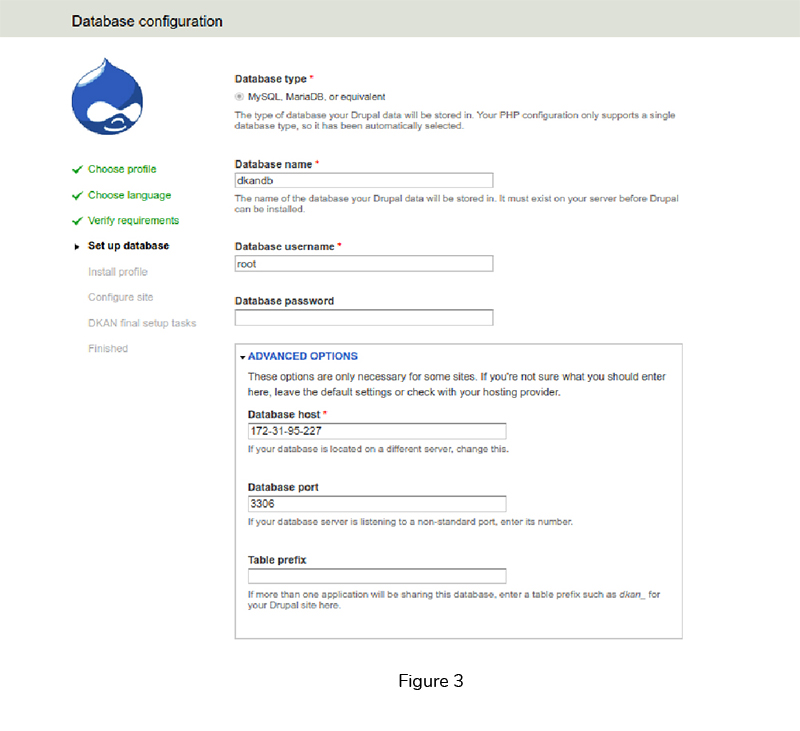 Database configuration
Choose profile
Choose language
Verify requirements
Set up database
Install profile
Configure site
DKAN final setup tasks
Finished
Database type *
MySQL, MariaDB, or equivalent
The type of database your Drupal data will be stored in. Your PHP configuration only supports a single
database type, so it has been automatically selected.
Database name *
dkandb
The name of the database your Drupal data will be stored in. It must exist on your server before Drupal
can be installed.
Database username *
root
Database password
ADVANCED OPTIONS
These options are only necessary for some sites. If you're not sure what you should enter
here, leave the default settings or check with your hosting provider.
Database host *
172-31-95-227
If your database is located on a different server, change this.
Database port
3306
If your database server is listening to a non-standard port, enter its number.
Table prefix
If more than one application will be sharing this database, enter a table prefix such as dkan_ for
your Drupal site here.
Figure 3